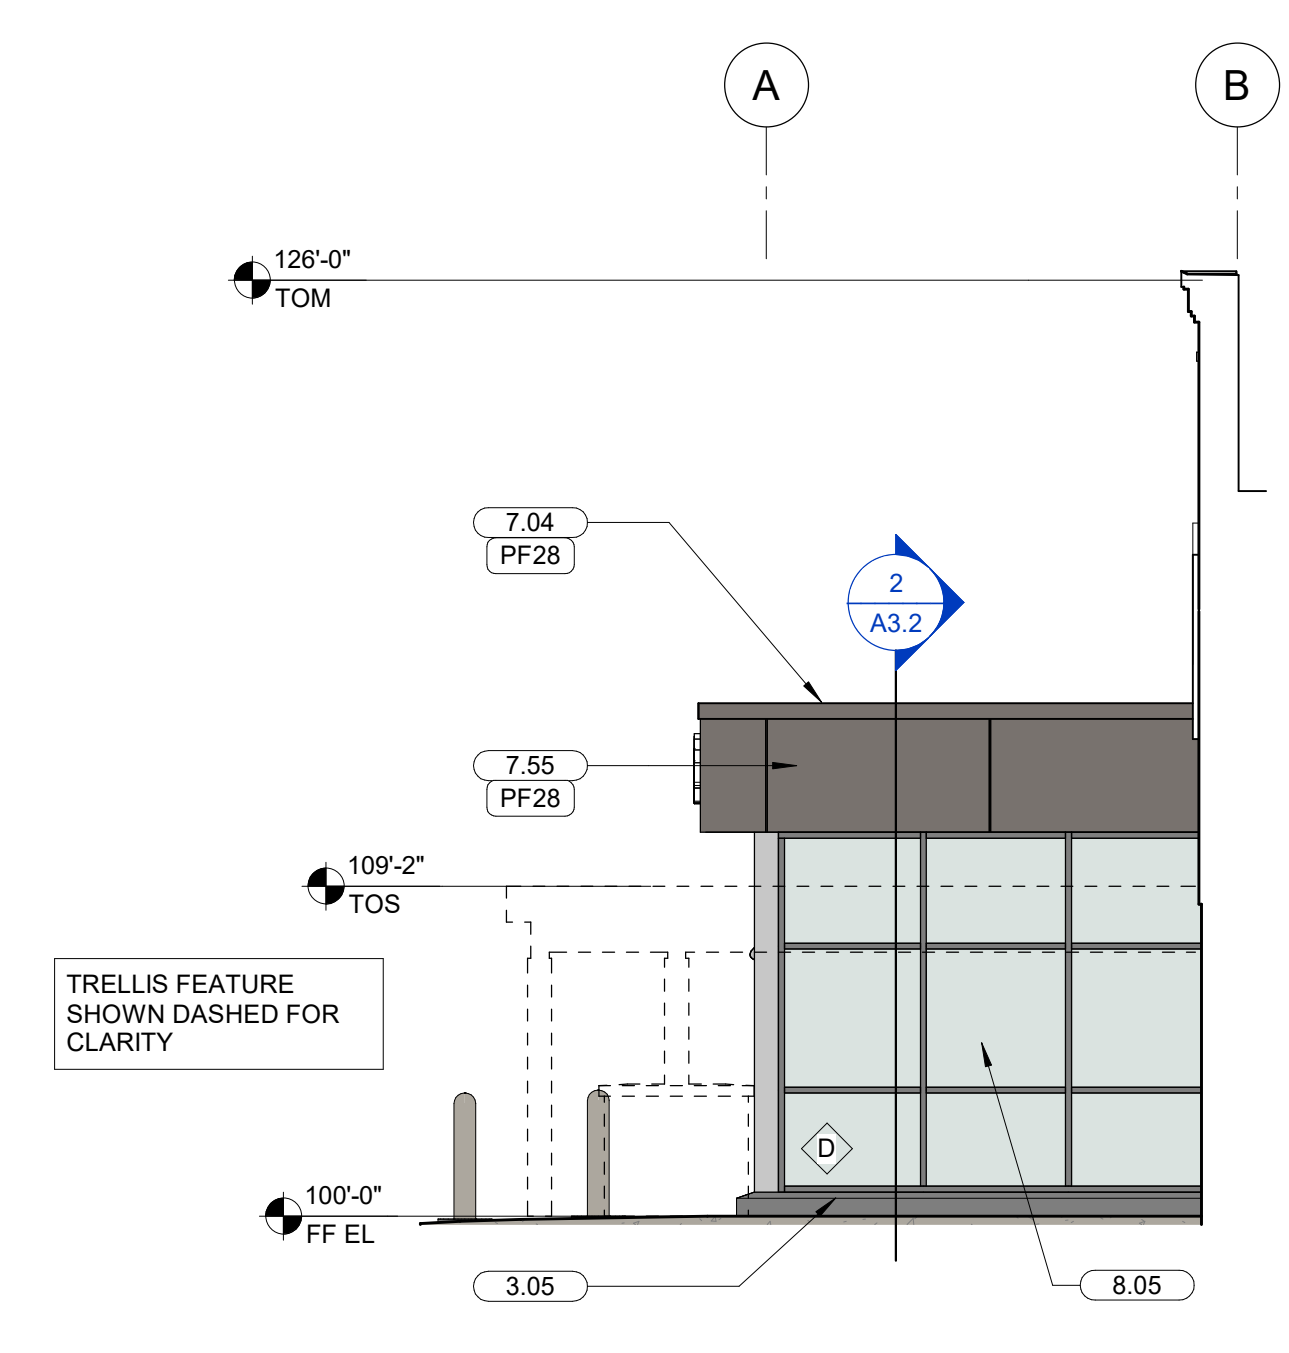 A
B
126'-0"
TOM
7.04
PF28
2
A3.2
7.55
PF28
109'-2"
TOS
TRELLIS FEATURE
SHOWN DASHED FOR
CLARITY
D
100'-0"
FF EL
3.05
8.05